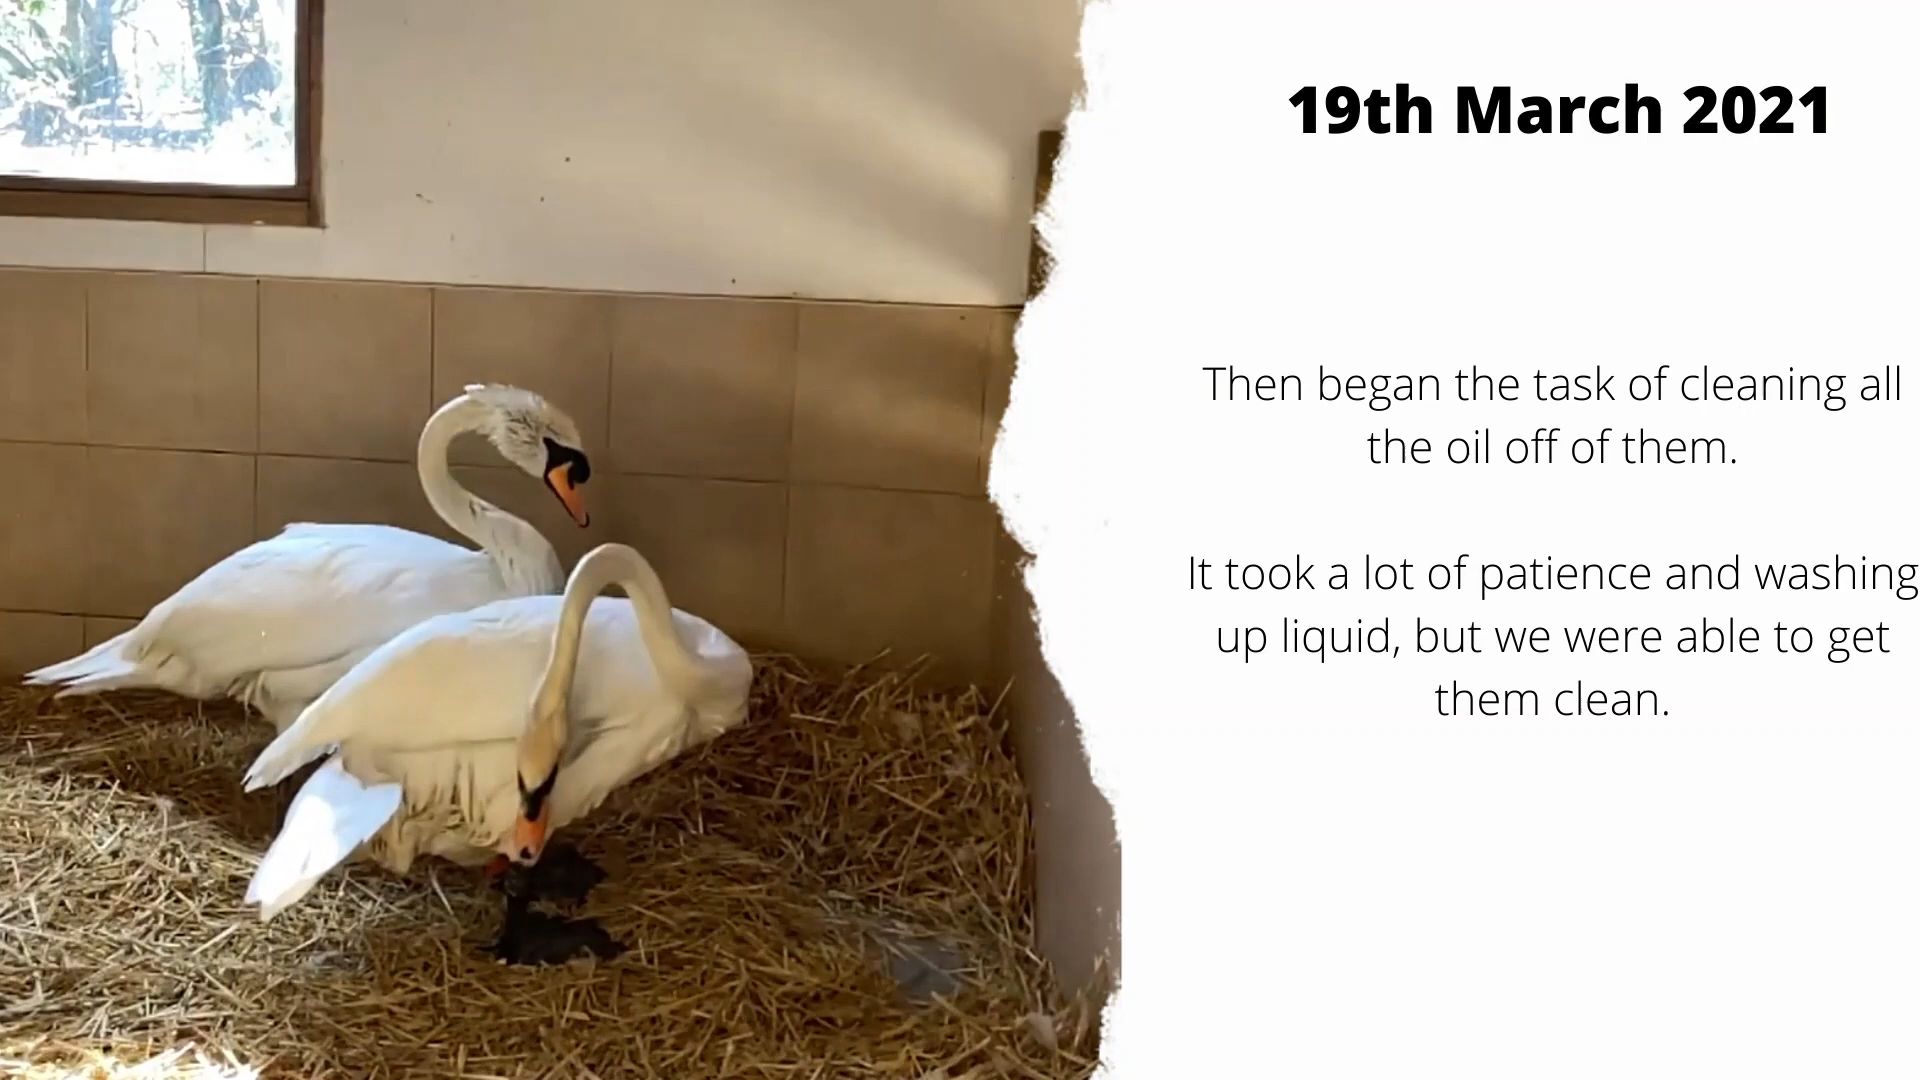 19th March 2021
Then began the task of cleaning all
the oil off of them.
It took a lot of patience and washing
up liquid, but we were able to get
them clean.